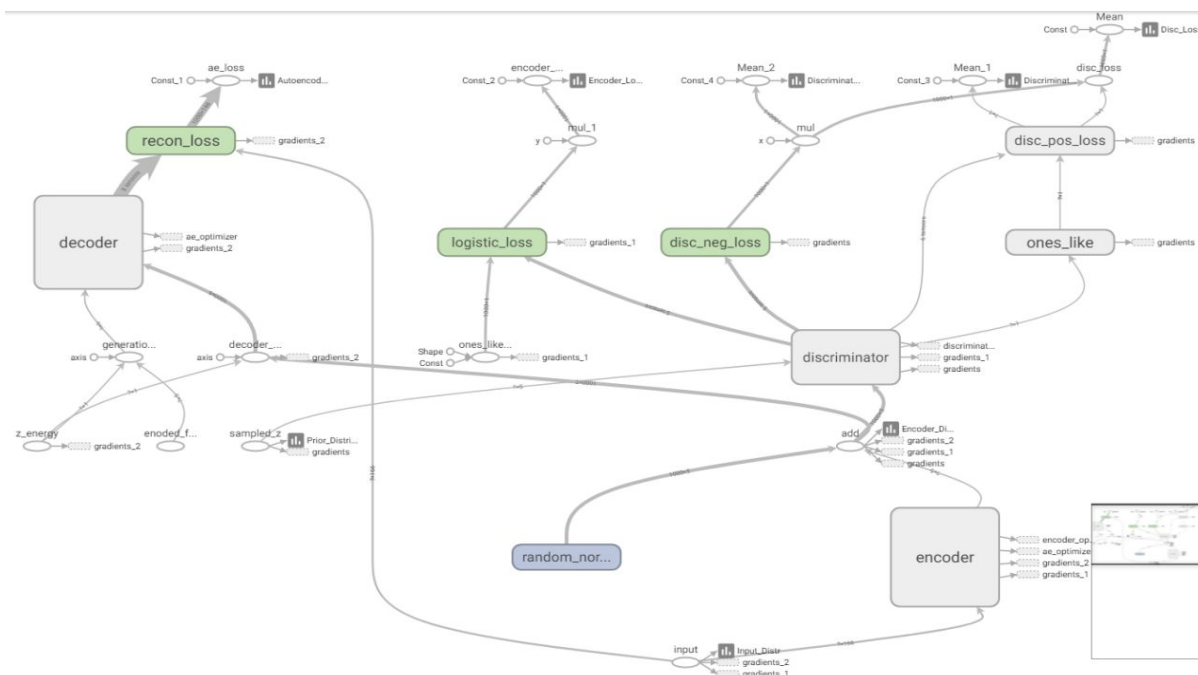 Mean
Const
Disc_Los
ae_loss
Const_1
Autoencod...
encoder_...
Const_2
Encoder_Lo...
Mean_2
Const_4
Discriminat...
Mean_1
Const_3
Discriminat...
disc_loss
recon_loss
gradients_2
mul_1
y
mul
x
disc_pos_loss
gradients
decoder
ae_optimizer
gradients_2
logistic_loss
gradients_1
disc_neg_loss
gradients
ones_like
gradients
generatio...
axis
decoder_...
axis
gradients_2
Shape
Const
ones_like...
gradients_1
discriminator
discriminat...
gradients_1
gradients
z_energy
gradients_2
enoded_f...
sampled_z
Prior_Distri...
gradients
add
Encoder_Di...
gradients_2
gradients_1
gradients
random_nor...
encoder
encoder_op
ae_optimize
gradients_2
gradients_1
input
Input_Distr
gradients_2
gradients_1